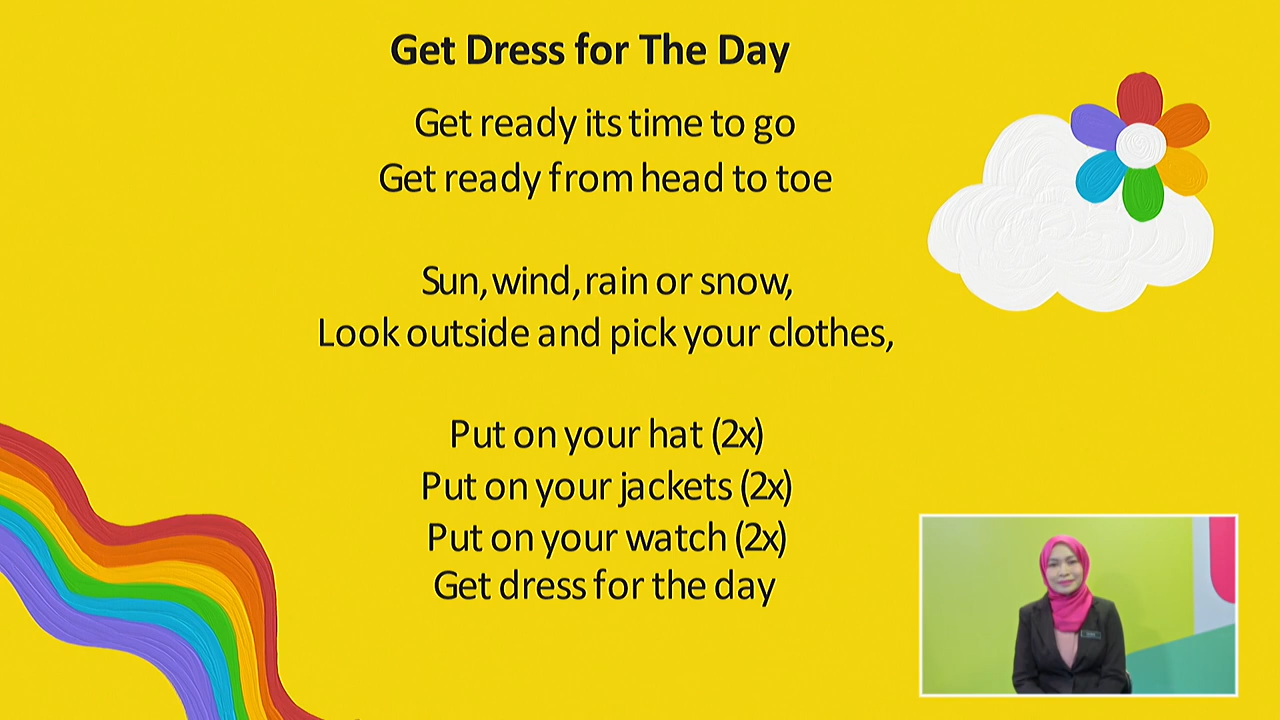 Get Dress for The Day
Get ready its time to go
Get ready from head to toe
Sun, wind, rain or snow,
Look outside and pick your clothes,
Put on your hat (2x)
Put on your jackets (2x)
Put on your watch (2x)
Get dress for the day